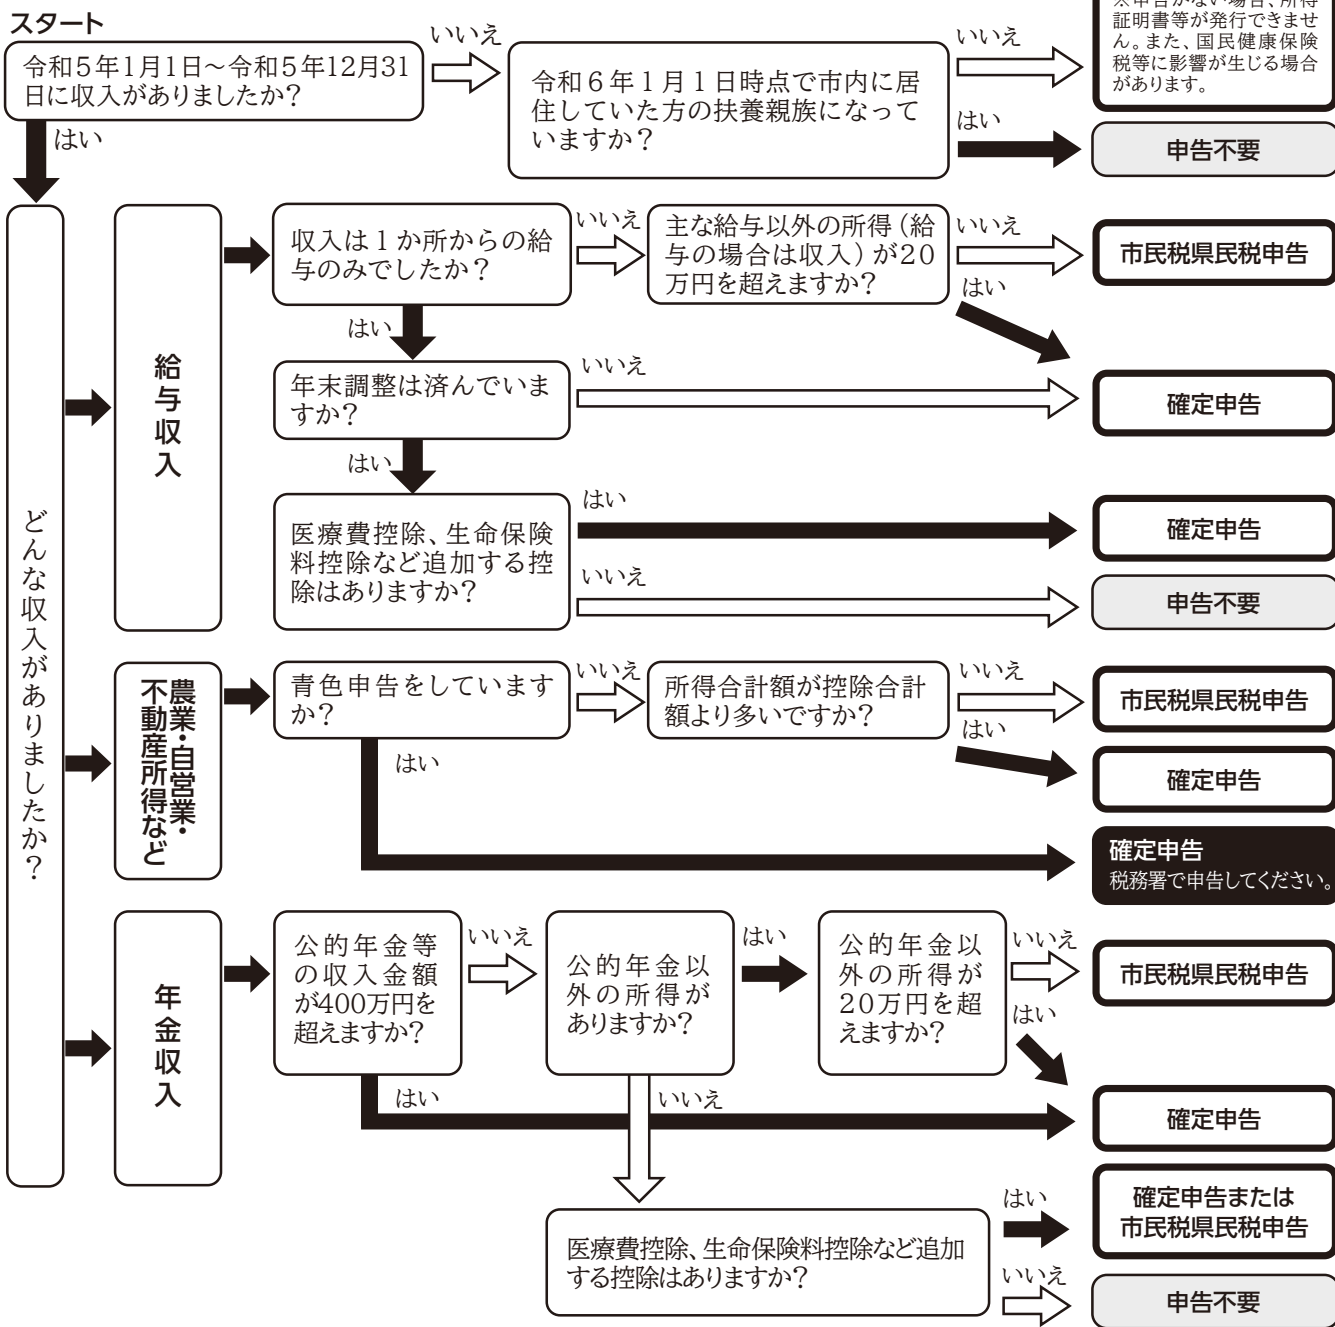 スタート
令和5年1月1日～令和5年12月31
日に収入がありましたか？
いいえ
はい
令和６年１月１日時点で市内に居
住していた方の扶養親族になって
いますか？
いいえ
※申告がない場合、所得
証明書等が発行できませ
ん。また、国民健康保険
税等に影響が生じる場合
があります。
はい
申告不要
どんな収入がありましたか？
給与収入
収入は１か所からの給
与のみでしたか？
いいえ
主な給与以外の所得（給
与の場合は収入）が20
万円を超えますか？
いいえ
市民税県民税申告
はい
はい
年末調整は済んでいま
すか？
いいえ
確定申告
はい
医療費控除、生命保険
料控除など追加する控
除はありますか？
はい
確定申告
いいえ
申告不要
農業・自営業・
不動産所得など
青色申告をしています
か？
いいえ
所得合計額が控除合計
額より多いですか？
いいえ
市民税県民税申告
はい
確定申告
はい
確定申告
税務署で申告してください。
年金収入
公的年金等
の収入金額
が400万円を
超えますか？
いいえ
公的年金以
外の所得が
ありますか？
はい
公的年金以
外の所得が
20万円を超
えますか？
いいえ
市民税県民税申告
はい
はい
いいえ
確定申告
医療費控除、生命保険料控除など追加
する控除はありますか？
はい
確定申告または
市民税県民税申告
いいえ
申告不要